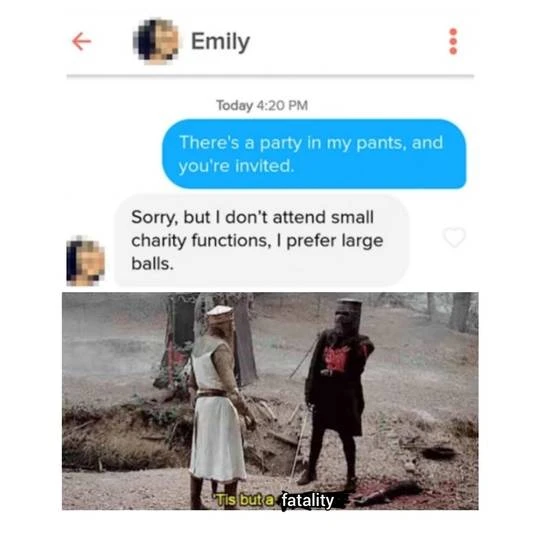 Emily
Today 4:20 PM
There's a party in my pants, and
you're invited.
Sorry, but I don't attend small
charity functions, I prefer large
balls.
'Tis but a fatality